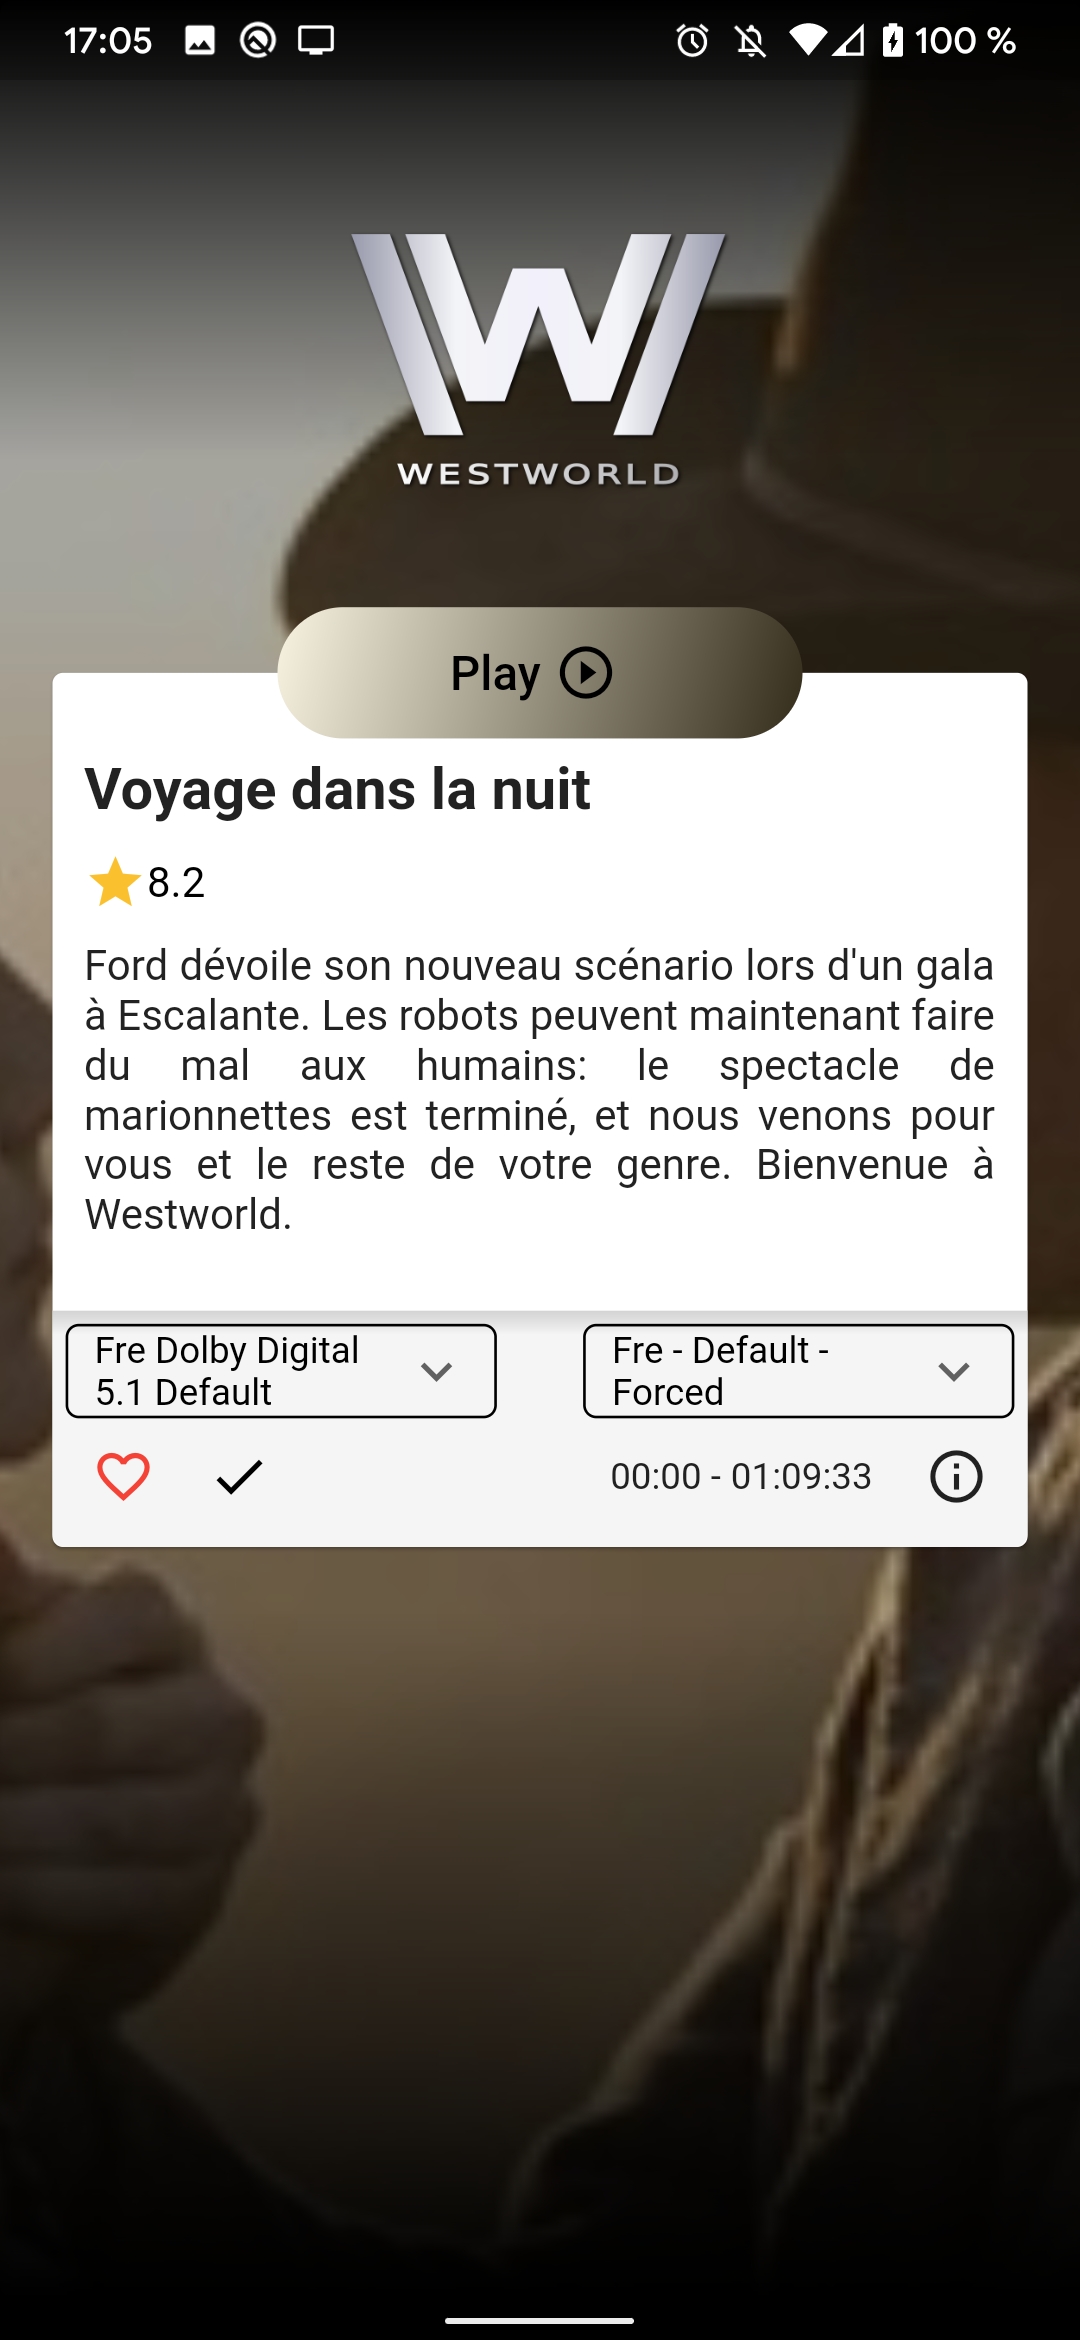 17:05
100 %
W
WESTWORLD
Play
Voyage dans la nuit
8.2
Ford dévoile son nouveau scénario lors d'un gala
à Escalante. Les robots peuvent maintenant faire
du mal aux humains: le spectacle de
marionnettes est terminé, et nous venons pour
vous et le reste de votre genre. Bienvenue à
Westworld.
Fre Dolby Digital
5.1 Default
Fre - Default -
Forced
00:00 - 01:09:33